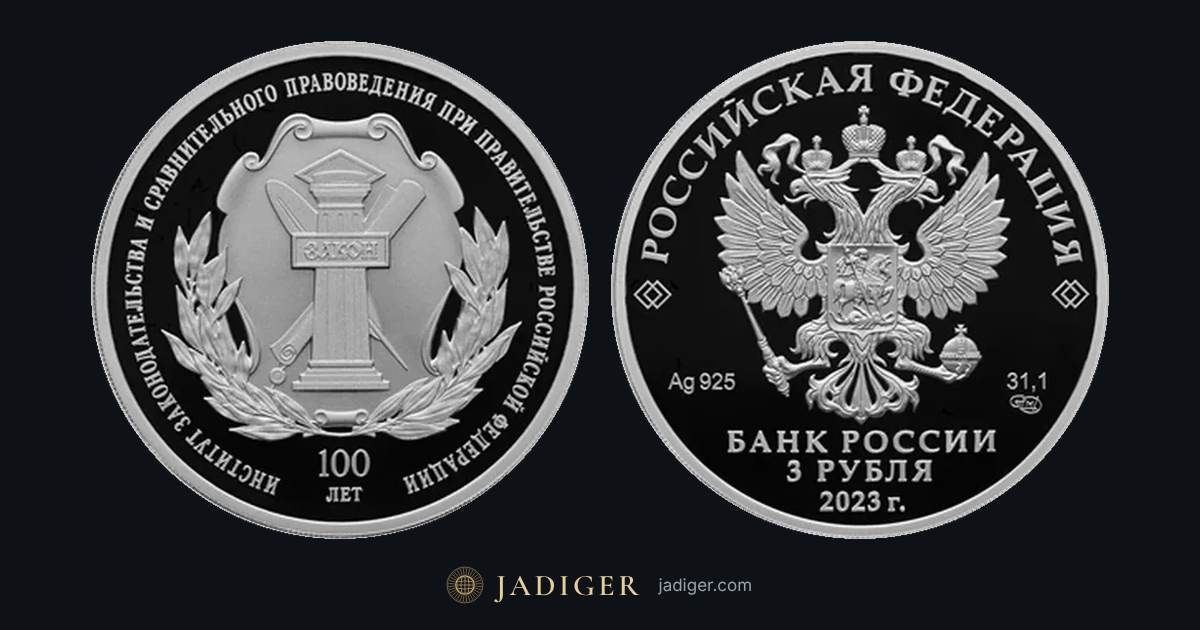 ИНСТИТУТ ЗАКОНОДАТЕЛЬСТВА И СРАВНИТЕЛЬНОГО ПРАВОВЕДЕНИЯ ПРИ ПРАВИТЕЛЬСТВЕ РОССИЙСКОЙ ФЕДЕРАЦИИ
ЗАКОН
100
ЛЕТ
РОССИЙСКАЯ ФЕДЕРАЦИЯ
Ag 925
31,1
БАНК РОССИИ
3 РУБЛЯ
2023 г.
JADIGER
jadiger.com